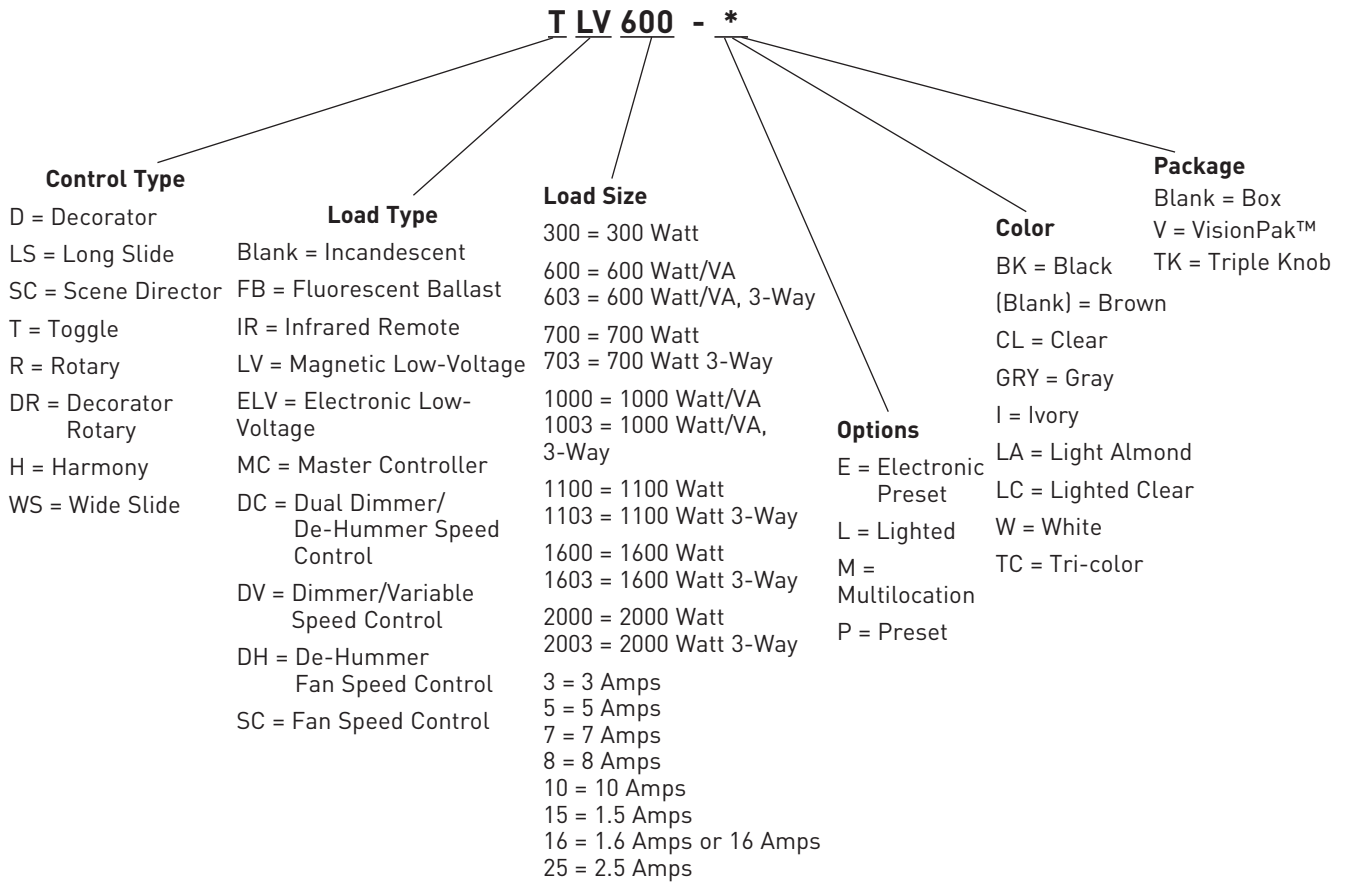 T LV 600 - *
Control Type
D = Decorator
LS = Long Slide
SC = Scene Director
T = Toggle
R = Rotary
DR = Decorator
Rotary
H = Harmony
WS = Wide Slide
Load Type
Blank = Incandescent
FB = Fluorescent Ballast
IR = Infrared Remote
LV = Magnetic Low-Voltage
ELV = Electronic Low-
Voltage
MC = Master Controller
DC = Dual Dimmer/
De-Hummer Speed
Control
DV = Dimmer/Variable
Speed Control
DH = De-Hummer
Fan Speed Control
SC = Fan Speed Control
Load Size
300 = 300 Watt
600 = 600 Watt/VA
603 = 600 Watt/VA, 3-Way
700 = 700 Watt
703 = 700 Watt 3-Way
1000 = 1000 Watt/VA
1003 = 1000 Watt/VA,
3-Way
1100 = 1100 Watt
1103 = 1100 Watt 3-Way
1600 = 1600 Watt
1603 = 1600 Watt 3-Way
2000 = 2000 Watt
2003 = 2000 Watt 3-Way
3 = 3 Amps
5 = 5 Amps
7 = 7 Amps
8 = 8 Amps
10 = 10 Amps
15 = 1.5 Amps
16 = 1.6 Amps or 16 Amps
25 = 2.5 Amps
Options
E = Electronic
Preset
L = Lighted
M =
Multilocation
P = Preset
Color
BK = Black
(Blank) = Brown
CL = Clear
GRY = Gray
I = Ivory
LA = Light Almond
LC = Lighted Clear
W = White
TC = Tri-color
Package
Blank = Box
V = VisionPak™
TK = Triple Knob